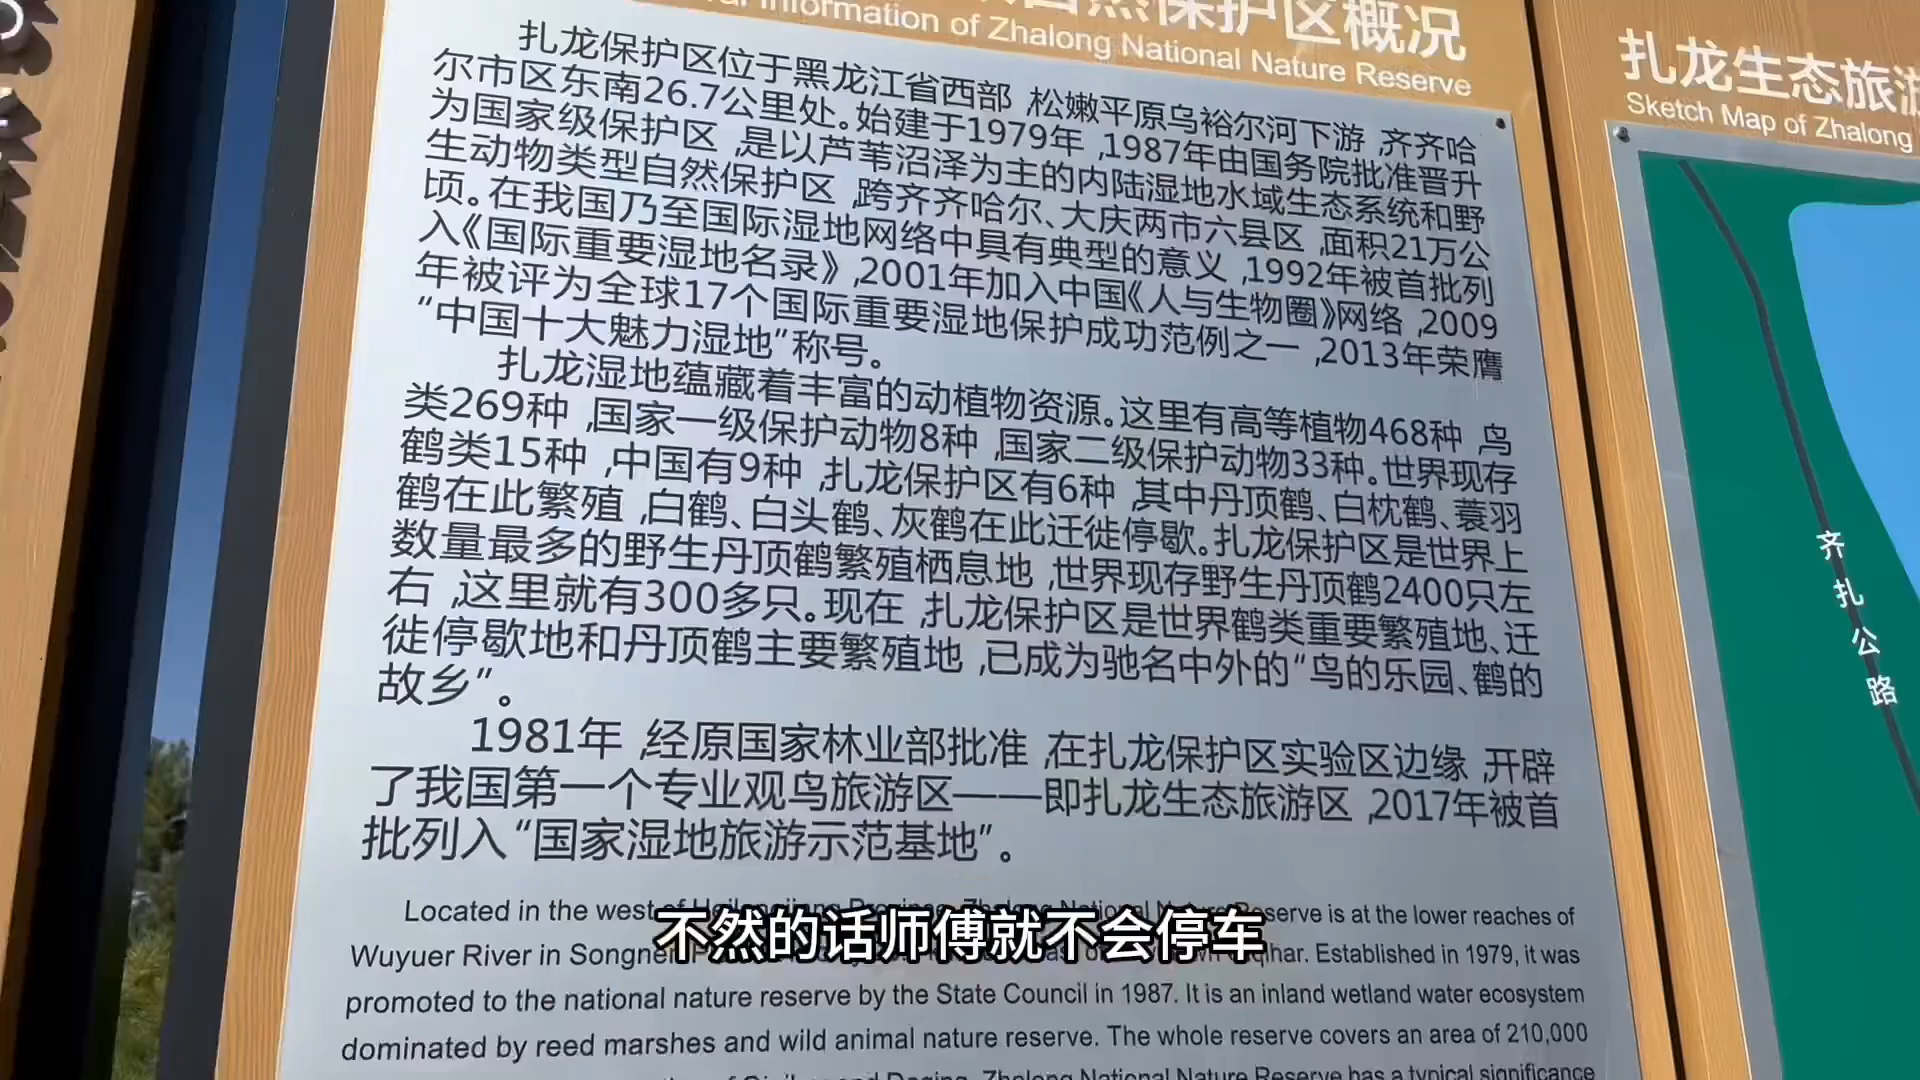 自然保护区概况
Information of Zhalong National Nature Reserve
扎龙保护区位于黑龙江省西部,松嫩平原乌裕尔河下游,齐齐哈
尔市区东南26.7公里处。始建于1979年,1987年由国务院批准晋升
为国家级保护区,是以芦苇沼泽为主的内陆湿地水域生态系统和野
生动物类型自然保护区,跨齐齐哈尔、大庆两市六县区,面积21万公
顷。在我国乃至国际湿地网络中具有典型的意义,1992年被首批列
入《国际重要湿地名录》,2001年加入中国《人与生物圈》网络,2009
年被评为全球17个国际重要湿地保护成功范例之一,2013年荣膺
“中国十大魅力湿地”称号。
扎龙湿地蕴藏着丰富的动植物资源。这里有高等植物468种,鸟
类269种,国家一级保护动物8种,国家二级保护动物33种。世界现存
鹤类15种,中国有9种,扎龙保护区有6种,其中丹顶鹤、白枕鹤、蓑羽
鹤在此繁殖,白鹤、白头鹤、灰鹤在此迁徙停歇。扎龙保护区是世界上
数量最多的野生丹顶鹤繁殖栖息地,世界现存野生丹顶鹤2400只左
右,这里就有300多只。现在,扎龙保护区是世界鹤类重要繁殖地、迁
徙停歇地和丹顶鹤主要繁殖地,已成为驰名中外的“鸟的乐园、鹤的
故乡”。
1981年,经原国家林业部批准,在扎龙保护区实验区边缘,开辟
了我国第一个专业观鸟旅游区——即扎龙生态旅游区,2017年被首
批列入“国家湿地旅游示范基地”。
Located in the west of Heilongjiang Province, Zhalong National Nature Reserve is at the lower reaches of
Wuyuer River in Songnen
Established in 1979, it was
promoted to the national nature reserve by the State Council in 1987. It is an inland wetland water ecosystem
dominated by reed marshes and wild animal nature reserve. The whole reserve covers an area of 210,000
and Daqing. Zhalong National Nature Reserve has a typical significance
不然的话师傅就不会停车
扎龙生态旅游
Sketch Map of Zhalong
齐扎公路